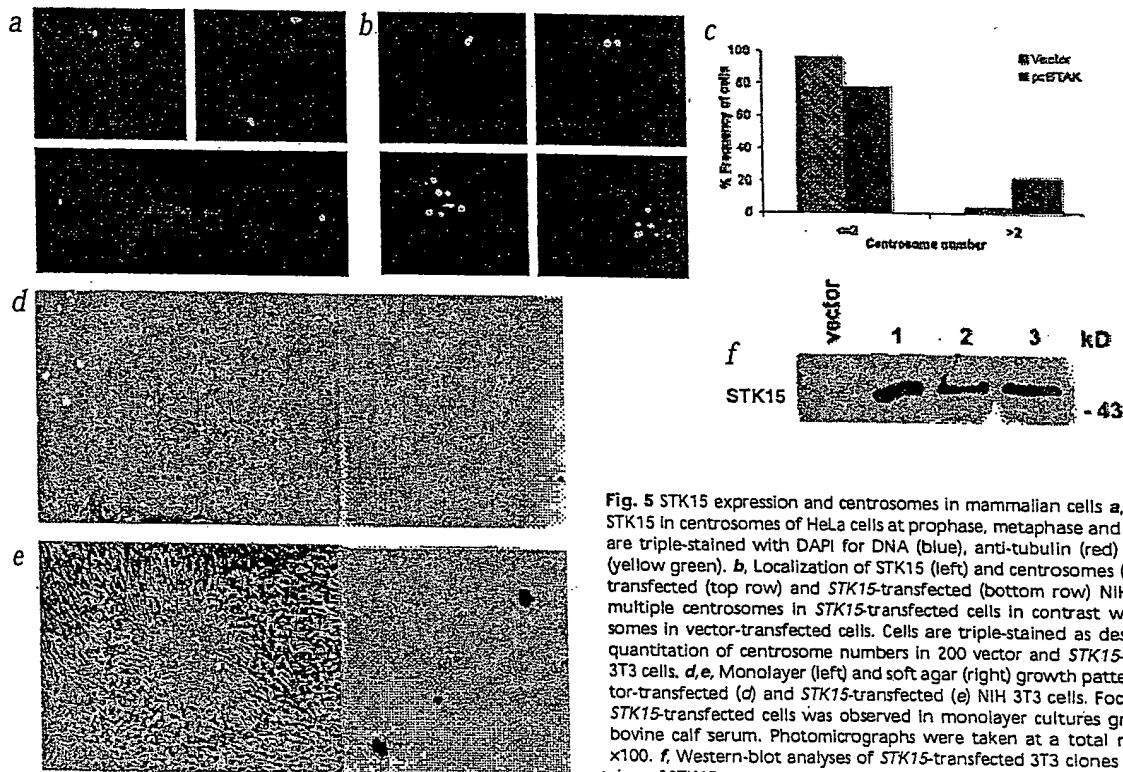 a
b
c
100
80
60
40
20
0
% Frequency of cells
Vector
pcBTAK
<=2
>2
Centrosome number
d
f
vector
1 2 3 kD
STK15
- 43
e
Fig. 5 STK15 expression and centrosomes in mammalian cells a,
STK15 in centrosomes of HeLa cells at prophase, metaphase and
are triple-stained with DAPI for DNA (blue), anti-tubulin (red)
(yellow green). b, Localization of STK15 (left) and centrosomes (
transfected (top row) and STK15-transfected (bottom row) NIH
multiple centrosomes in STK15-transfected cells in contrast w
somes in vector-transfected cells. Cells are triple-stained as des
quantitation of centrosome numbers in 200 vector and STK15-
3T3 cells. d,e, Monolayer (left) and soft agar (right) growth patte
tor-transfected (d) and STK15-transfected (e) NIH 3T3 cells. Foc
STK15-transfected cells was observed in monolayer cultures gr
bovine calf serum. Photomicrographs were taken at a total m
×100. f, Western-blot analyses of STK15-transfected 3T3 clones